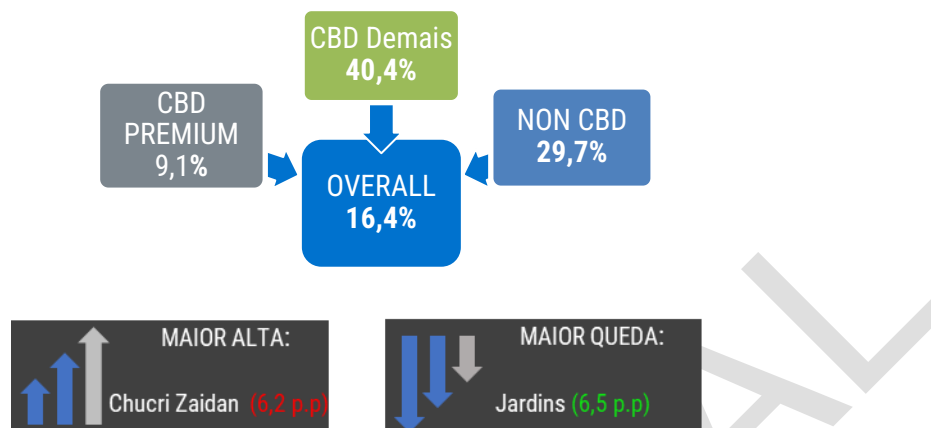 CBD Demais
40,4%
CBD
PREMIUM
9,1%
NON CBD
29,7%
OVERALL
16,4%
MAIOR ALTA:
Chucri Zaidan (6,2 p.p)
MAIOR QUEDA:
Jardins (6,5 p.p)